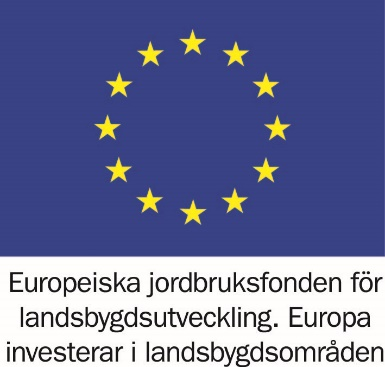 Europeiska jordbruksfonden för
landsbygdsutveckling. Europa
investerar i landsbygdsområden